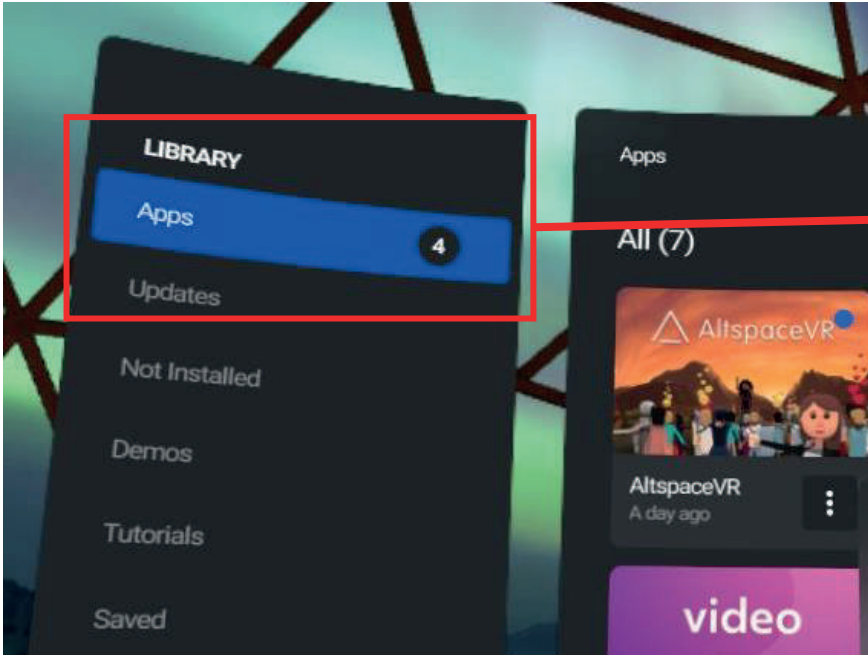 LIBRARY
Apps
4
Updates
Not Installed
Demos
Tutorials
Saved
Apps
All (7)
AltspaceVR
AltspaceVR
A day ago
video